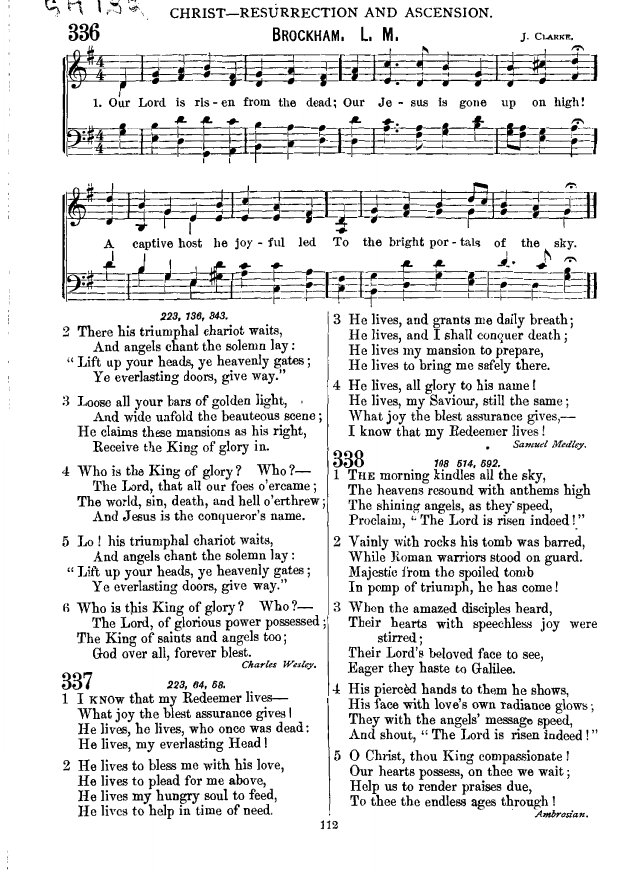 CHRIST—RESURRECTION AND ASCENSION.
336
BROCKHAM. L. M.
J. CLARKE.
1. Our Lord is ris-en from the dead; Our Je-sus is gone up on high!
A captive host he joy-ful led To the bright por-tals of the sky.
223, 136, 343.
2 There his triumphal chariot waits,
And angels chant the solemn lay:
"Lift up your heads, ye heavenly gates;
Ye everlasting doors, give way."
3 Loose all your bars of golden light,
And wide unfold the beauteous scene;
He claims these mansions as his right,
Receive the King of glory in.
4 Who is the King of glory? Who?—
The Lord, that all our foes o'ercame;
The world, sin, death, and hell o'erthrew;
And Jesus is the conqueror's name.
5 Lo! his triumphal chariot waits,
And angels chant the solemn lay:
"Lift up your heads, ye heavenly gates;
Ye everlasting doors, give way."
6 Who is this King of glory? Who?—
The Lord, of glorious power possessed;
The King of saints and angels too;
God over all, forever blest.
Charles Wesley.
337
223, 64, 58.
1 I KNOW that my Redeemer lives—
What joy the blest assurance gives!
He lives, he lives, who once was dead:
He lives, my everlasting Head!
2 He lives to bless me with his love,
He lives to plead for me above,
He lives my hungry soul to feed,
He lives to help in time of need.
3 He lives, and grants me daily breath;
He lives, and I shall conquer death;
He lives my mansion to prepare,
He lives to bring me safely there.
4 He lives, all glory to his name!
He lives, my Saviour, still the same;
What joy the blest assurance gives,—
I know that my Redeemer lives!
Samuel Medley.
338
108 514, 592.
1 THE morning kindles all the sky,
The heavens resound with anthems high
The shining angels, as they speed,
Proclaim, "The Lord is risen indeed!"
2 Vainly with rocks his tomb was barred,
While Roman warriors stood on guard.
Majestic from the spoiled tomb
In pomp of triumph, he has come!
3 When the amazed disciples heard,
Their hearts with speechless joy were
stirred;
Their Lord's beloved face to see,
Eager they haste to Galilee.
4 His piercèd hands to them he shows,
His face with love's own radiance glows;
They with the angels' message speed,
And shout, "The Lord is risen indeed!"
5 O Christ, thou King compassionate!
Our hearts possess, on thee we wait;
Help us to render praises due,
To thee the endless ages through!
Ambrosian.
112